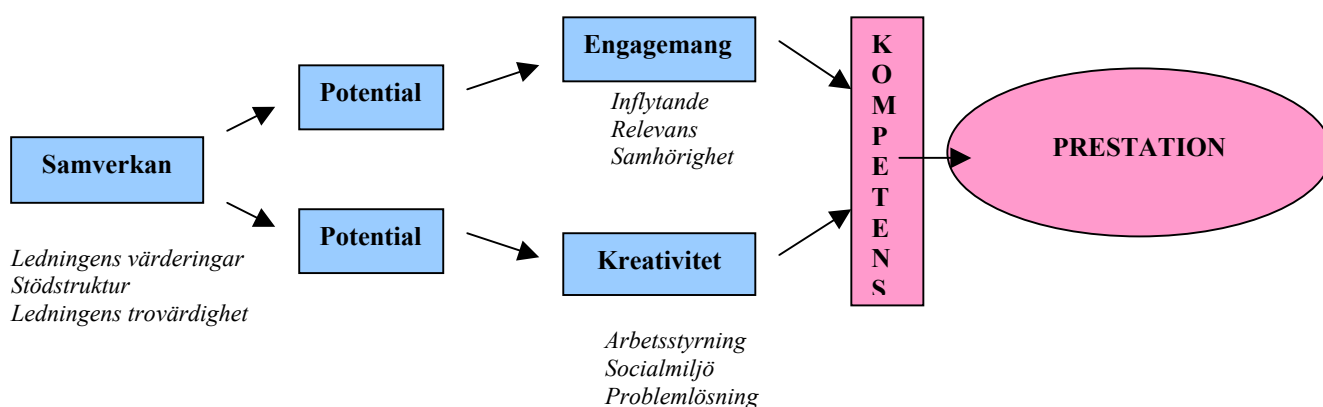 Samverkan
Ledningens värderingar
Stödstruktur
Ledningens trovärdighet
Potential
Potential
Engagemang
Inflytande
Relevans
Samhörighet
Kreativitet
Arbetsstyrning
Socialmiljö
Problemlösning
K
O
M
P
E
T
E
N
S
PRESTATION